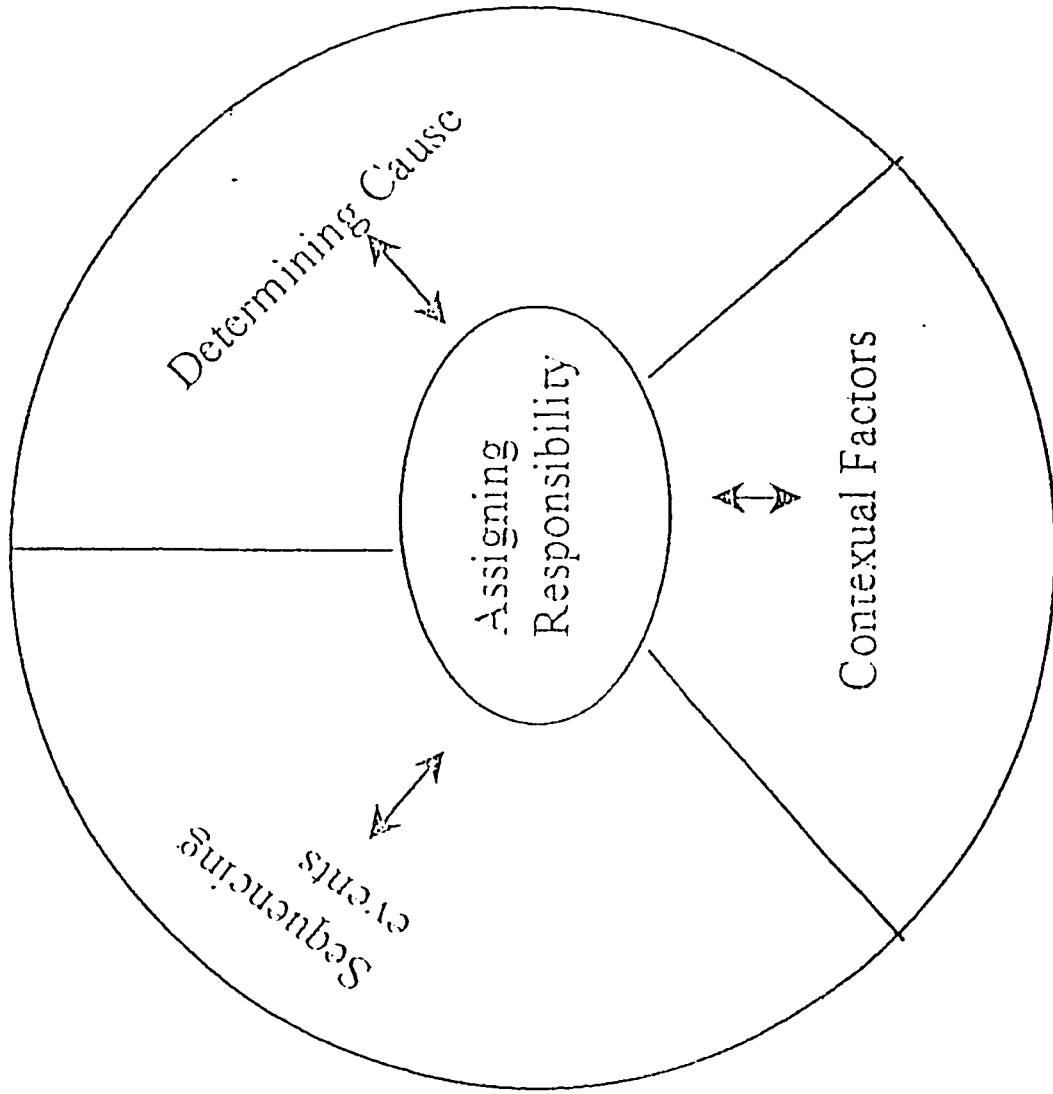 Determining Cause
Assigning
Responsibility
Contexual Factors
Sequencing
events